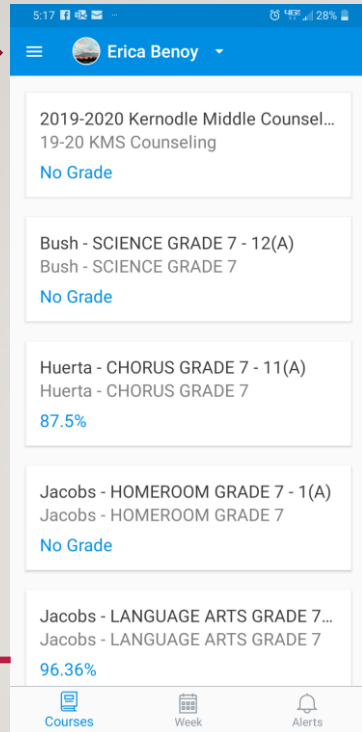 5:17 28%
Erica Benoy
2019-2020 Kernodle Middle Counsel...
19-20 KMS Counseling
No Grade
Bush - SCIENCE GRADE 7 - 12(A)
Bush - SCIENCE GRADE 7
No Grade
Huerta - CHORUS GRADE 7 - 11(A)
Huerta - CHORUS GRADE 7
87.5%
Jacobs - HOMEROOM GRADE 7 - 1(A)
Jacobs - HOMEROOM GRADE 7
No Grade
Jacobs - LANGUAGE ARTS GRADE 7...
Jacobs - LANGUAGE ARTS GRADE 7
96.36%
Courses Week Alerts